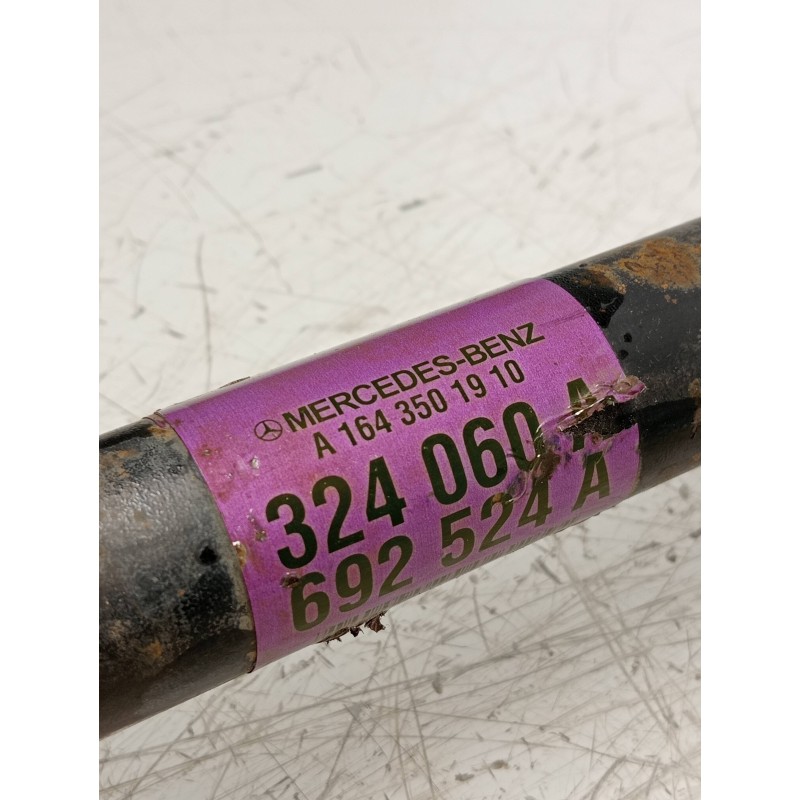 MERCEDES-BENZ
A 164 350 19 10
324 060 A
692 524 A